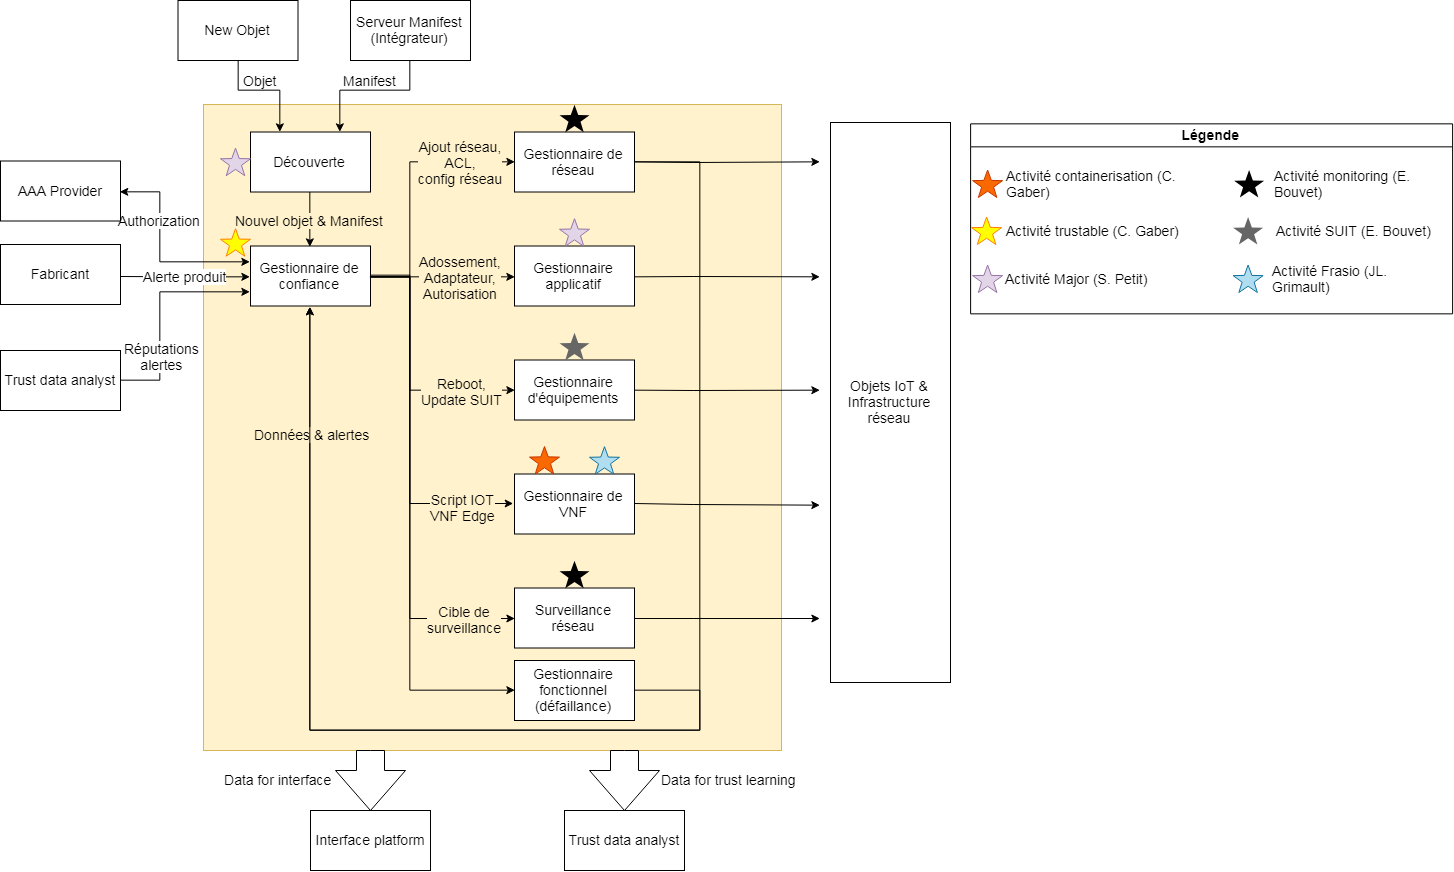 New Objet
Serveur Manifest
(Intégrateur)
Objet
Manifest
Découverte
AAA Provider
Authorization
Nouvel objet & Manifest
Fabricant
Alerte produit
Gestionnaire de
confiance
Réputations
alertes
Trust data analyst
Données & alertes
Ajout réseau,
ACL,
config réseau
Gestionnaire de
réseau
Adossement,
Adaptateur,
Autorisation
Gestionnaire
applicatif
Reboot,
Update SUIT
Gestionnaire
d'équipements
Script IOT
VNF Edge
Gestionnaire de
VNF
Cible de
surveillance
Surveillance
réseau
Gestionnaire
fonctionnel
(défaillance)
Objets IoT &
Infrastructure
réseau
Légende
Activité containerisation (C.
Gaber)
Activité monitoring (E.
Bouvet)
Activité trustable (C. Gaber)
Activité SUIT (E. Bouvet)
Activité Major (S. Petit)
Activité Frasio (JL.
Grimault)
Data for interface
Data for trust learning
Interface platform
Trust data analyst